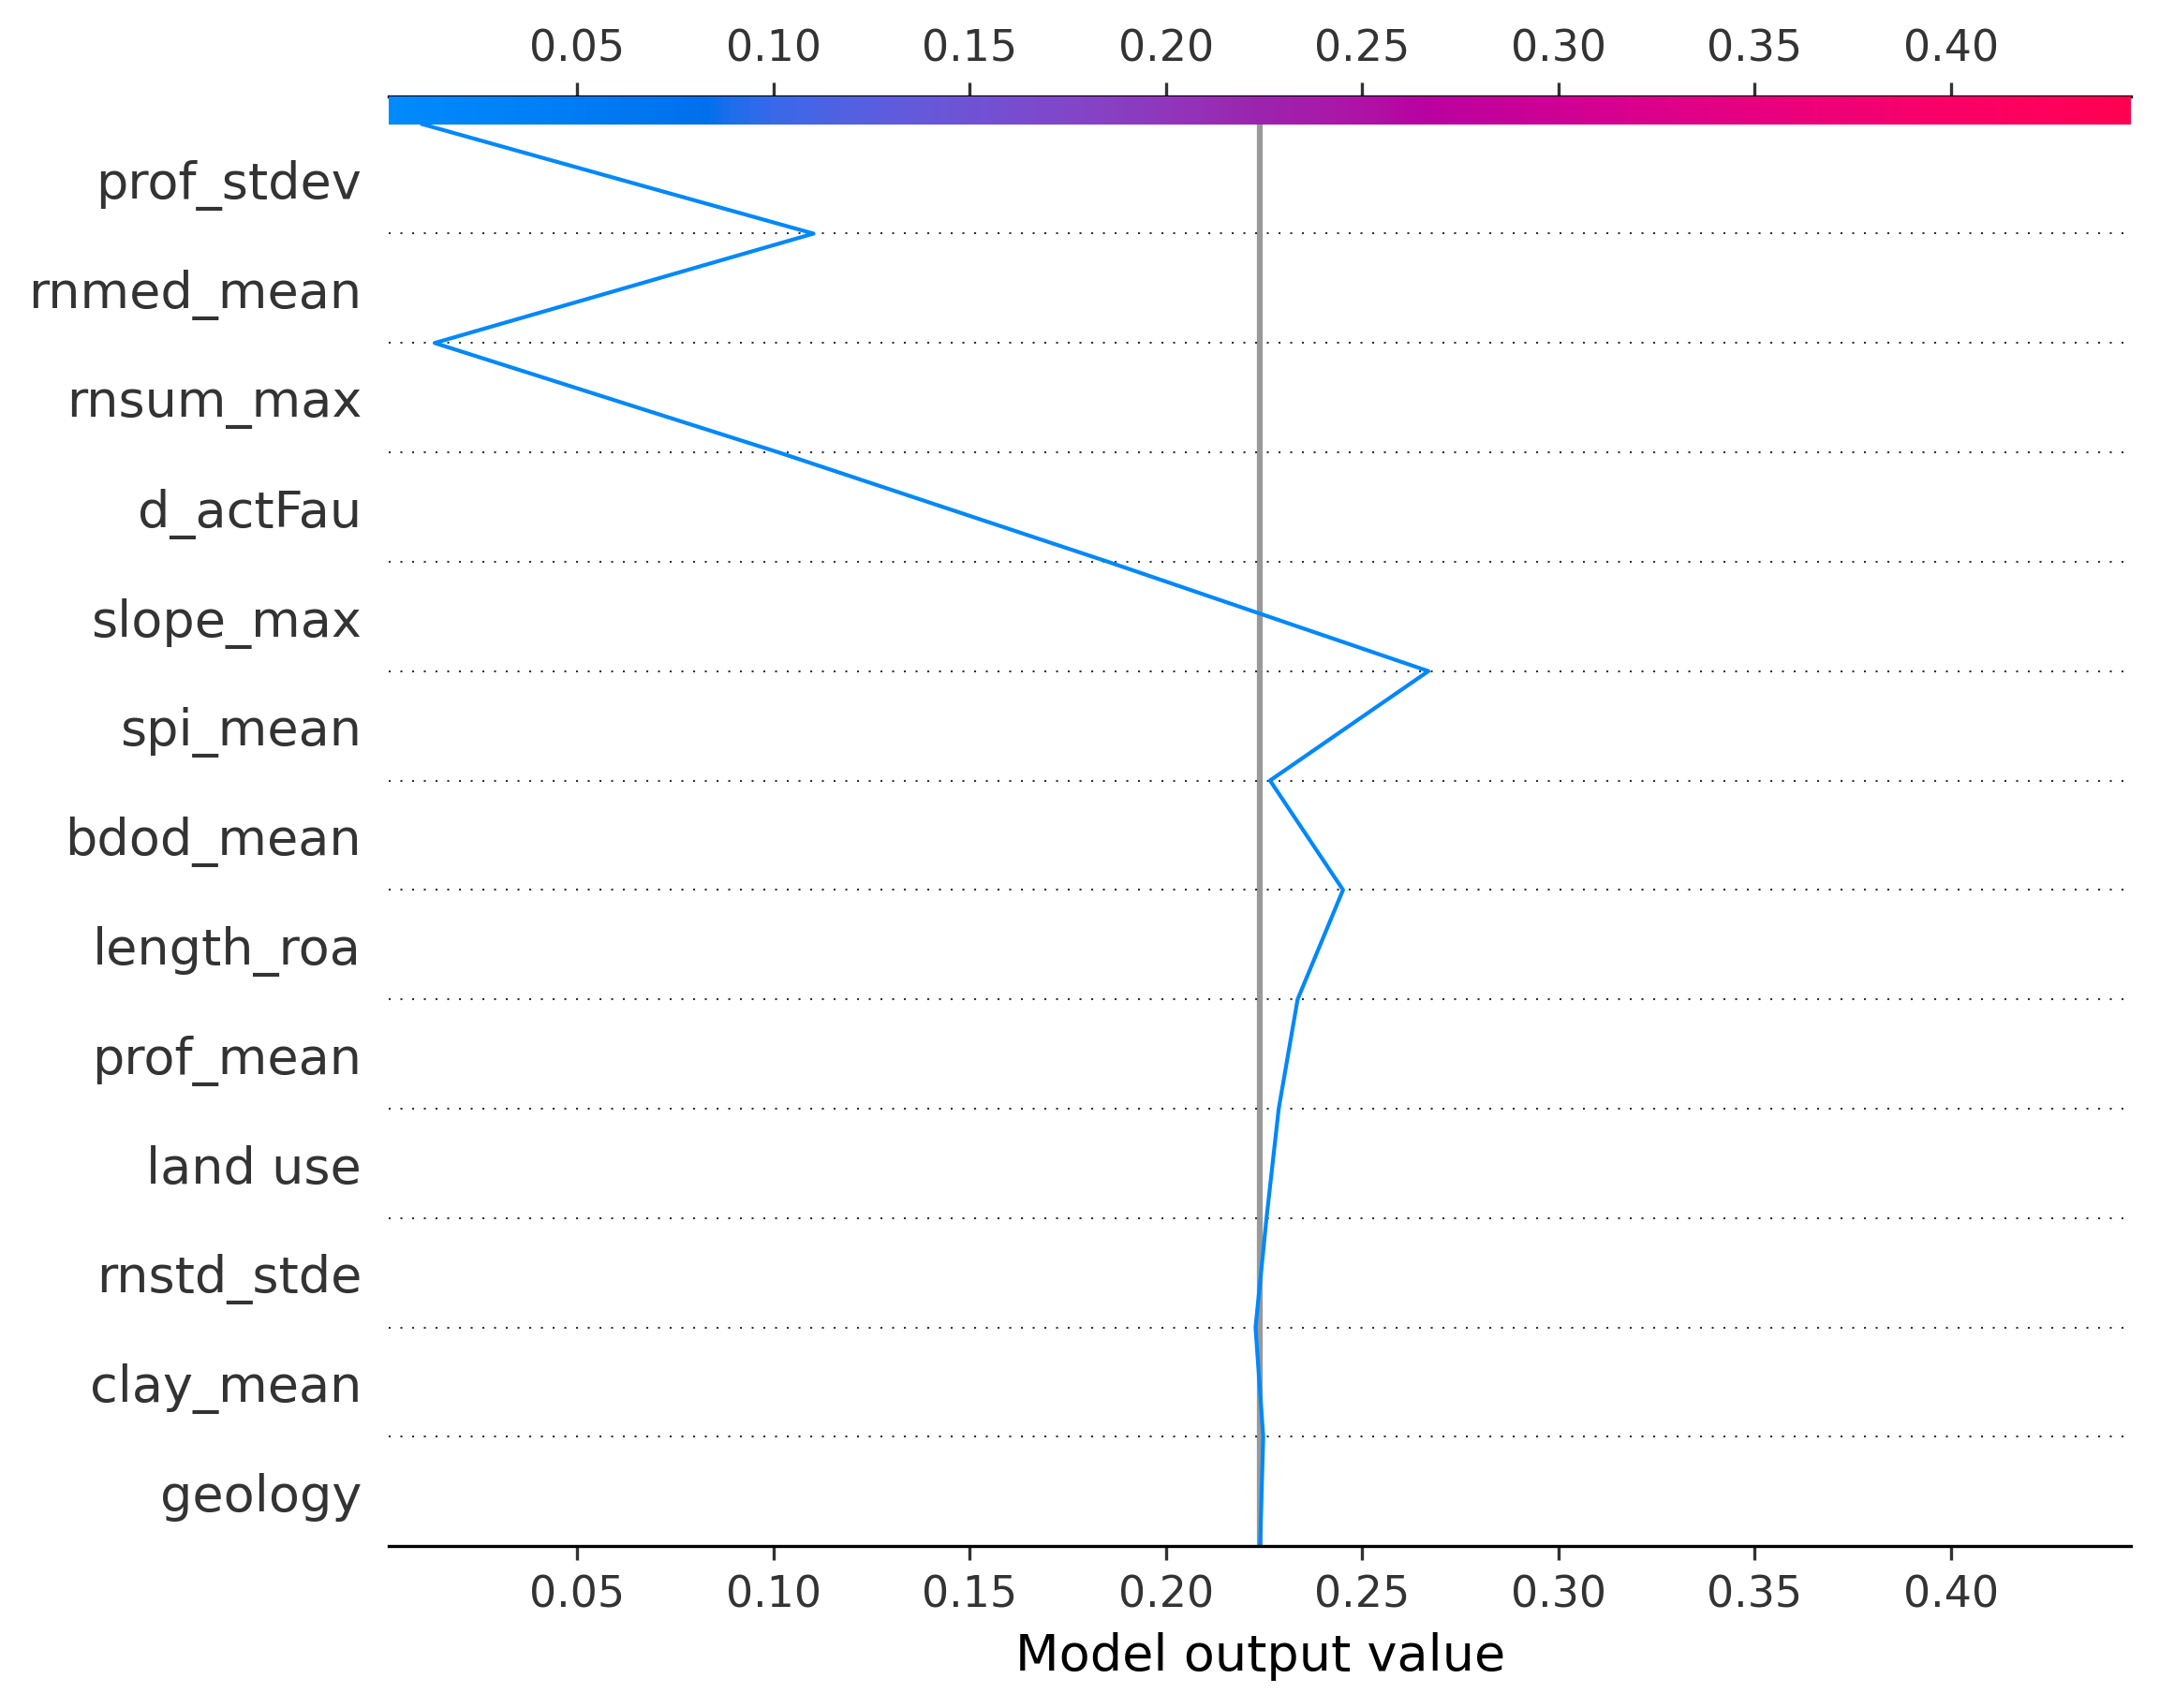 0.05 0.10 0.15 0.20 0.25 0.30 0.35 0.40
prof_stdev
rnmed_mean
rnsum_max
d_actFau
slope_max
spi_mean
bdod_mean
length_roa
prof_mean
land use
rnstd_stde
clay_mean
geology
0.05 0.10 0.15 0.20 0.25 0.30 0.35 0.40
Model output value